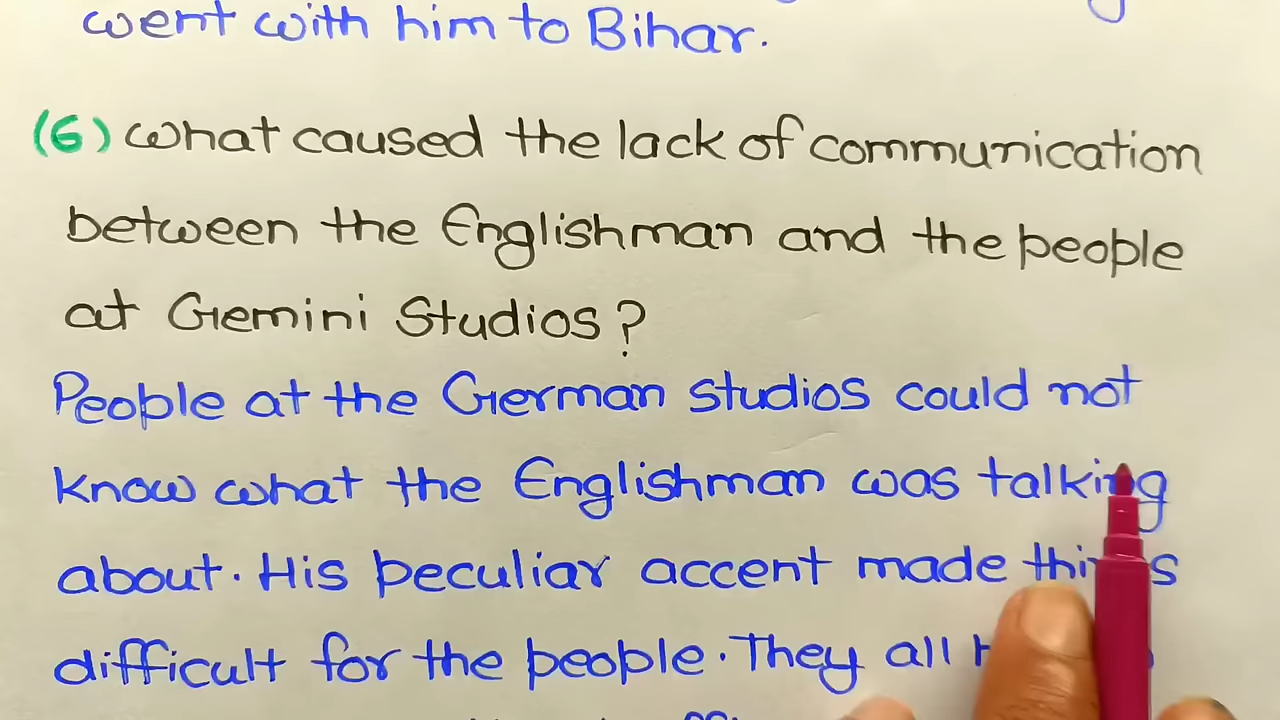 went with him to Bihar.
(6) What caused the lack of communication
between the Englishman and the people
at Gemini Studios?
People at the German studios could not
know what the Englishman was talking
about. His peculiar accent made things
difficult for the people. They all